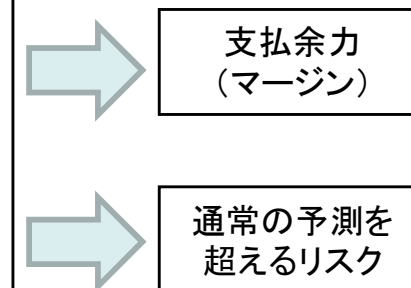 支払余力
（マージン）
通常の予測を
超えるリスク